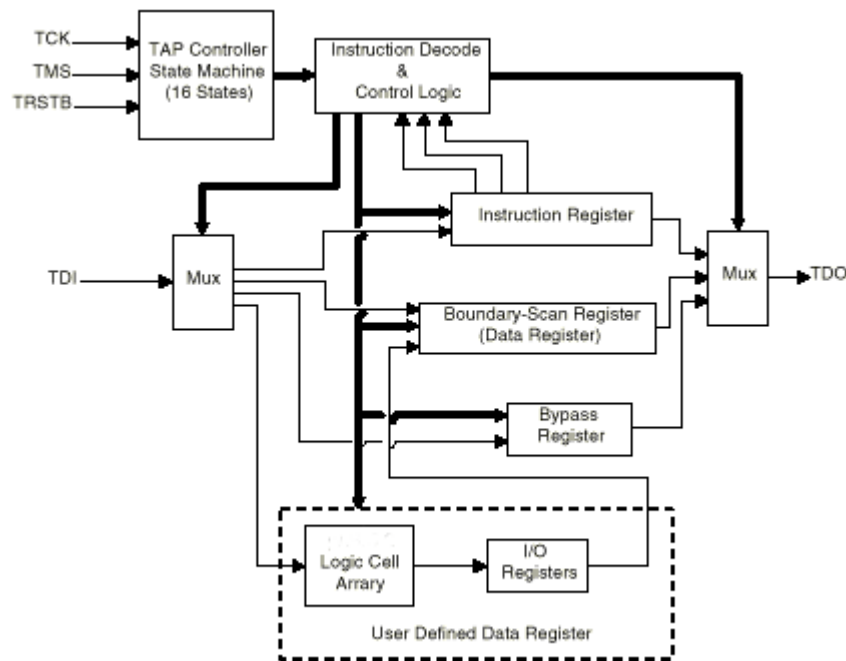 TCK
TMS
TRSTB
TAP Controller
State Machine
(16 States)
Instruction Decode
&
Control Logic
Instruction Register
TDI
Mux
Mux
TDO
Boundary-Scan Register
(Data Register)
Bypass
Register
Logic Cell
Arrary
I/O
Registers
User Defined Data Register